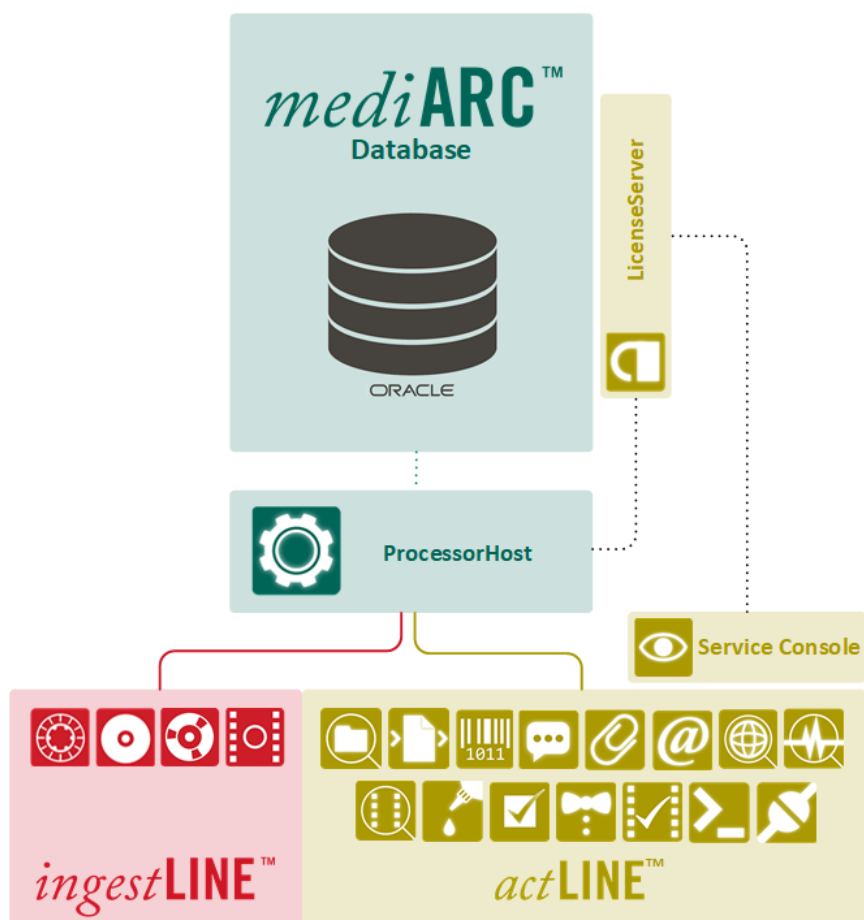 mediARC™
Database
ORACLE
LicenseServer
ProcessorHost
Service Console
1011
ingestLINE™
actLINE™